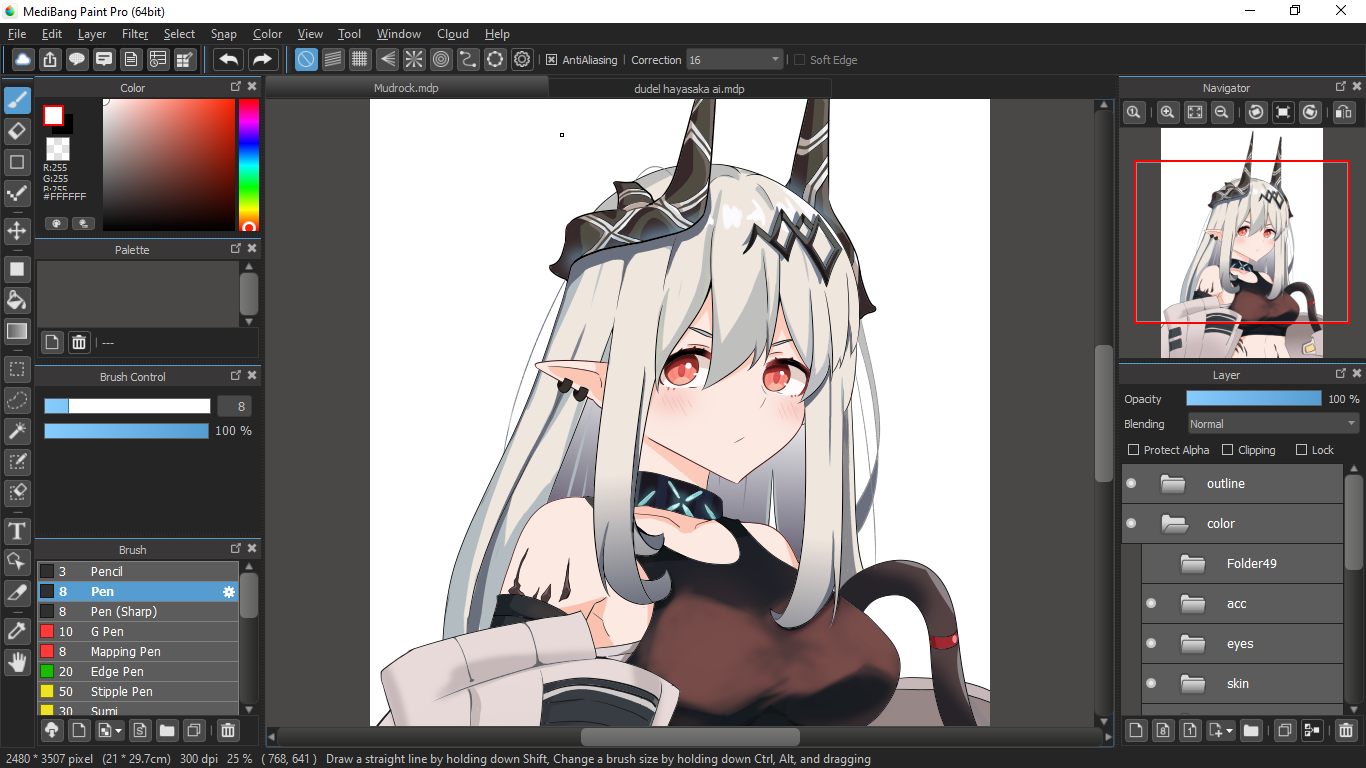 MediBang Paint Pro (64bit)
File Edit Layer Filter Select Snap Color View Tool Window Cloud Help
AntiAliasing Correction 16 Soft Edge
Color
Mudrock.mdp
dudel hayasaka ai.mdp
Navigator
R:255
G:255
B:255
#FFFFFF
Palette
---
Brush Control
8
100 %
Brush
3 Pencil
8 Pen
8 Pen (Sharp)
10 G Pen
8 Mapping Pen
20 Edge Pen
50 Stipple Pen
30 Sumi
Layer
Opacity 100 %
Blending Normal
Protect Alpha Clipping Lock
outline
color
Folder49
acc
eyes
skin
2480 * 3507 pixel (21 * 29.7cm) 300 dpi 25 % ( 768, 641 ) Draw a straight line by holding down Shift, Change a brush size by holding down Ctrl, Alt, and dragging